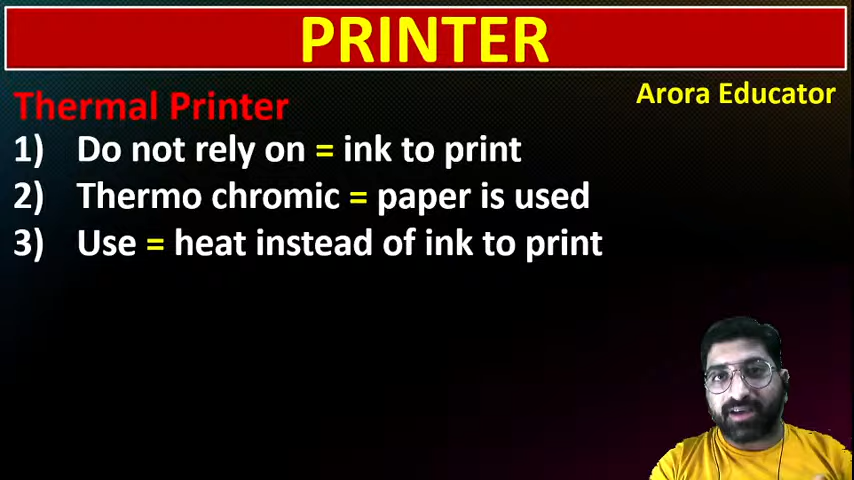 PRINTER
Arora Educator
Thermal Printer
1) Do not rely on = ink to print
2) Thermo chromic = paper is used
3) Use = heat instead of ink to print